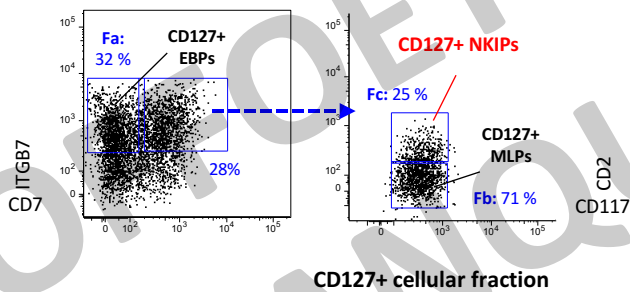 10⁵
10⁴
10³
10²
0
Fa:
32 %
CD127+
EBPs
28%
0 10² 10³ 10⁴ 10⁵
ITGB7
CD7
10⁵
10⁴
10³
10²
0
CD127+ NKIPs
Fc: 25 %
CD127+
MLPs
Fb: 71 %
0 10³ 10⁴ 10⁵
CD2
CD117
CD127+ cellular fraction